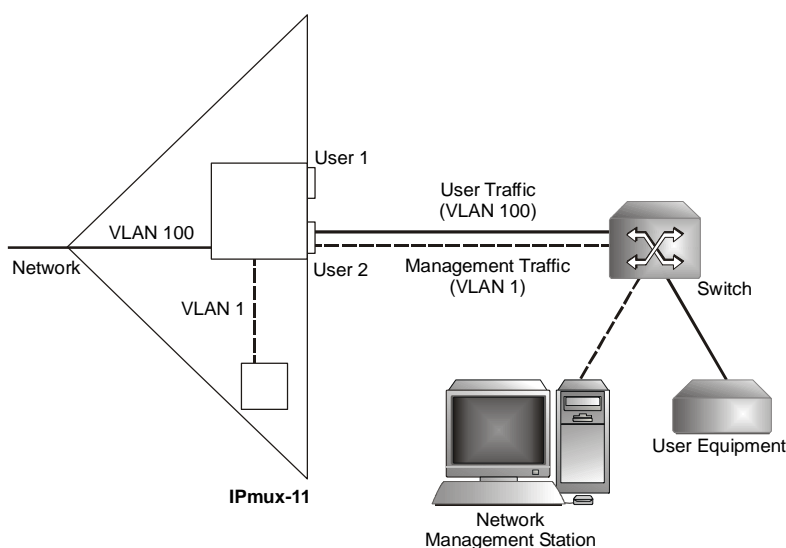 User 1
User Traffic
(VLAN 100)
VLAN 100
Network
User 2
Management Traffic
(VLAN 1)
Switch
VLAN 1
User Equipment
IPmux-11
Network
Management Station